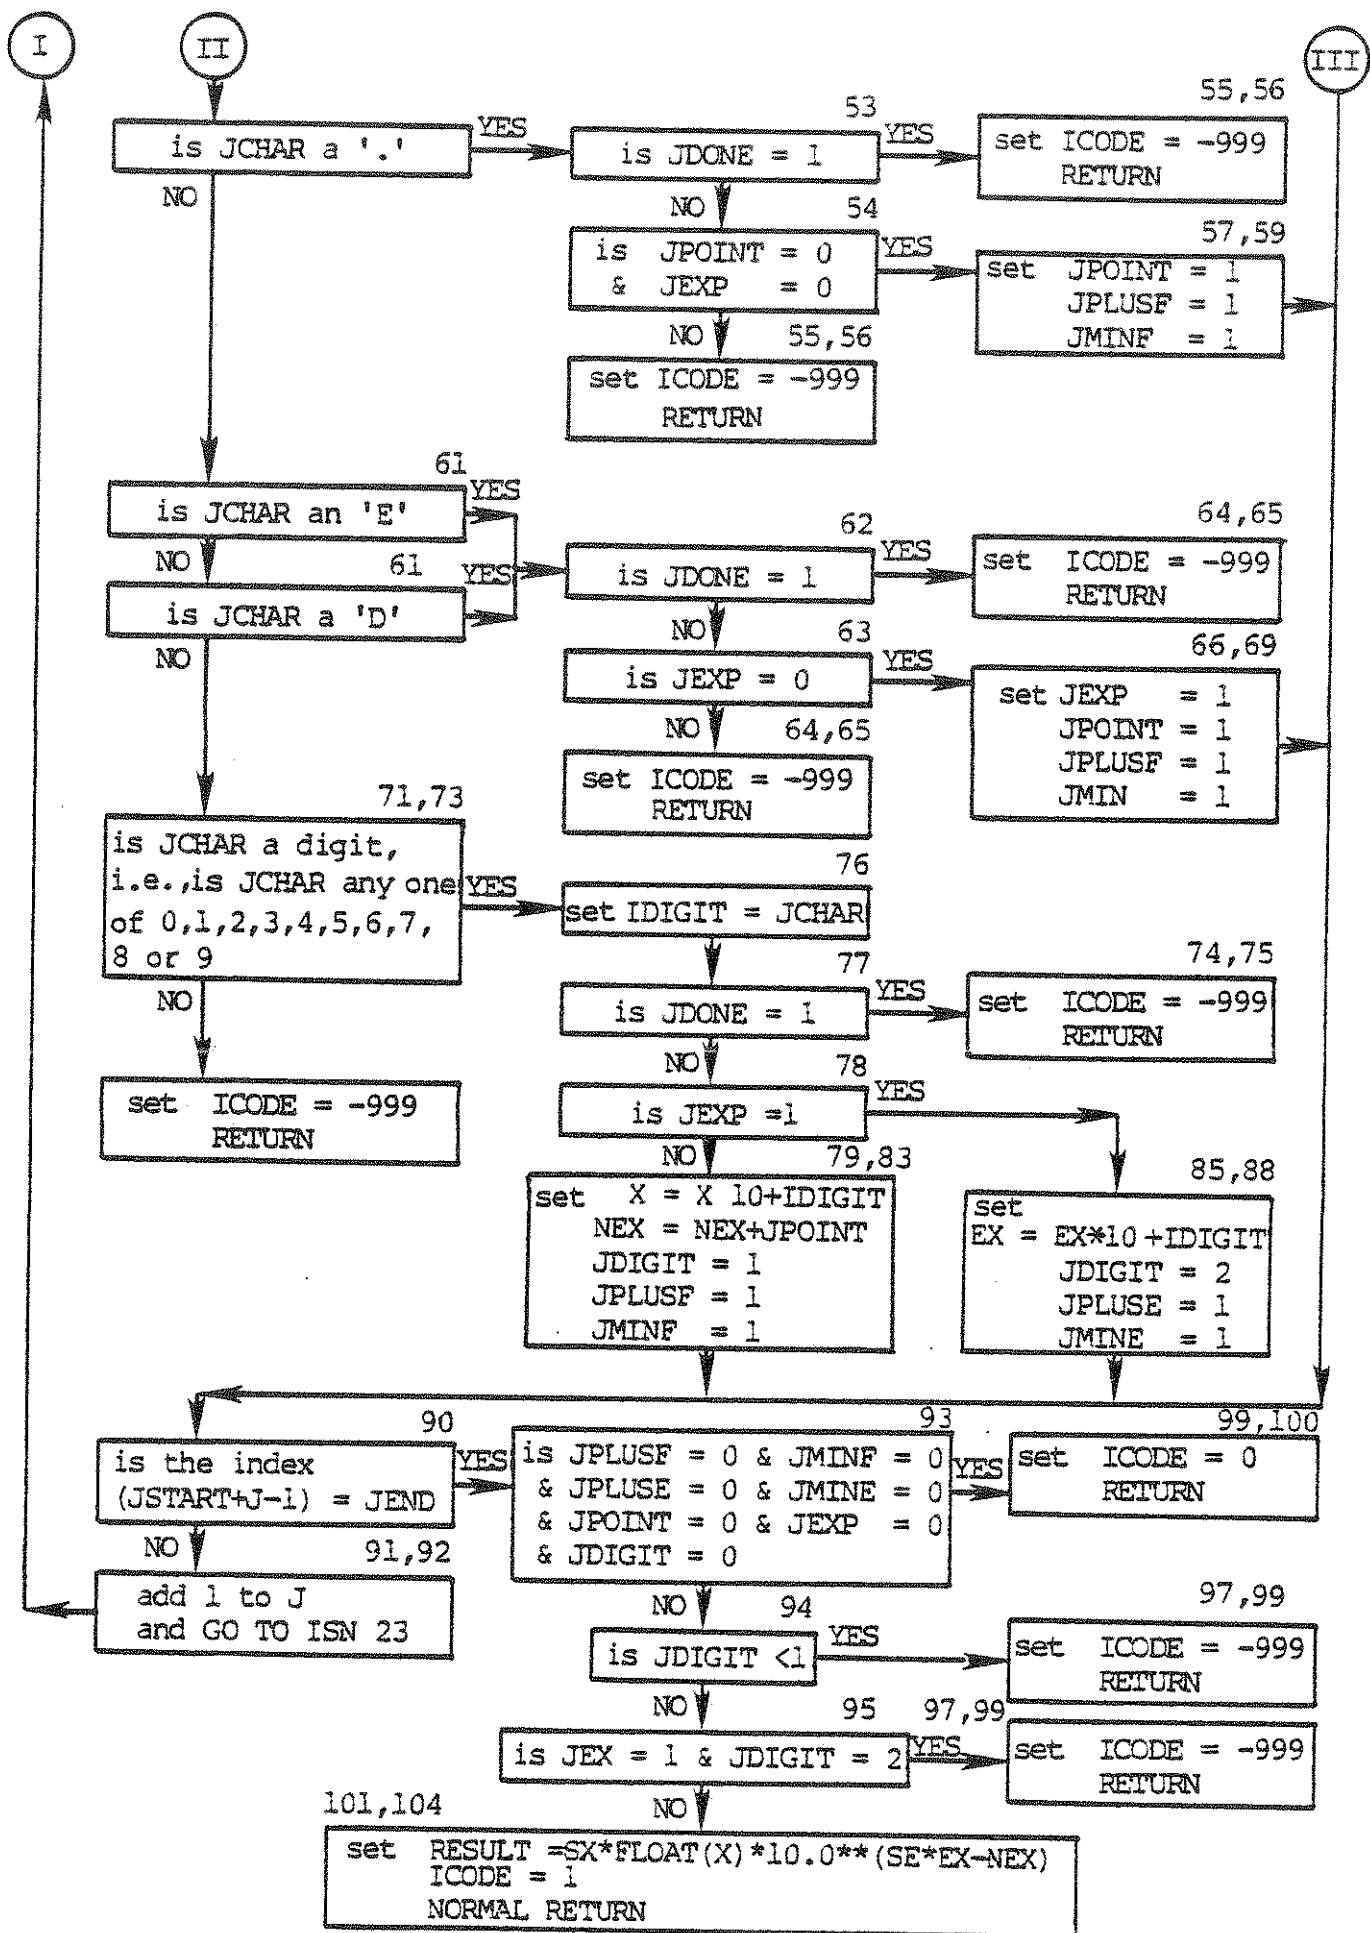 I
II
III
is JCHAR a '.'
YES
NO
53
is JDONE = 1
YES
NO
55,56
set ICODE = -999
RETURN
54
is JPOINT = 0
& JEXP = 0
YES
NO
57,59
set JPOINT = 1
JPLUSF = 1
JMINF = 1
55,56
set ICODE = -999
RETURN
61
is JCHAR an 'E'
YES
NO
61
is JCHAR a 'D'
YES
NO
62
is JDONE = 1
YES
NO
64,65
set ICODE = -999
RETURN
63
is JEXP = 0
YES
NO
66,69
set JEXP = 1
JPOINT = 1
JPLUSF = 1
JMIN = 1
64,65
set ICODE = -999
RETURN
71,73
is JCHAR a digit,
i.e.,is JCHAR any one
of 0,1,2,3,4,5,6,7,
8 or 9
YES
NO
76
set IDIGIT = JCHAR
77
is JDONE = 1
YES
NO
74,75
set ICODE = -999
RETURN
set ICODE = -999
RETURN
78
is JEXP =1
YES
NO
79,83
set X = X 10+IDIGIT
NEX = NEX+JPOINT
JDIGIT = 1
JPLUSF = 1
JMINF = 1
85,88
set
EX = EX*10+IDIGIT
JDIGIT = 2
JPLUSE = 1
JMINE = 1
90
is the index
(JSTART+J-1) = JEND
YES
NO
93
is JPLUSF = 0 & JMINF = 0
& JPLUSE = 0 & JMINE = 0
& JPOINT = 0 & JEXP = 0
& JDIGIT = 0
YES
NO
99,100
set ICODE = 0
RETURN
91,92
add 1 to J
and GO TO ISN 23
94
is JDIGIT <1
YES
NO
97,99
set ICODE = -999
RETURN
95
is JEX = 1 & JDIGIT = 2
YES
NO
97,99
set ICODE = -999
RETURN
101,104
set RESULT =SX*FLOAT(X)*10.0**(SE*EX-NEX)
ICODE = 1
NORMAL RETURN